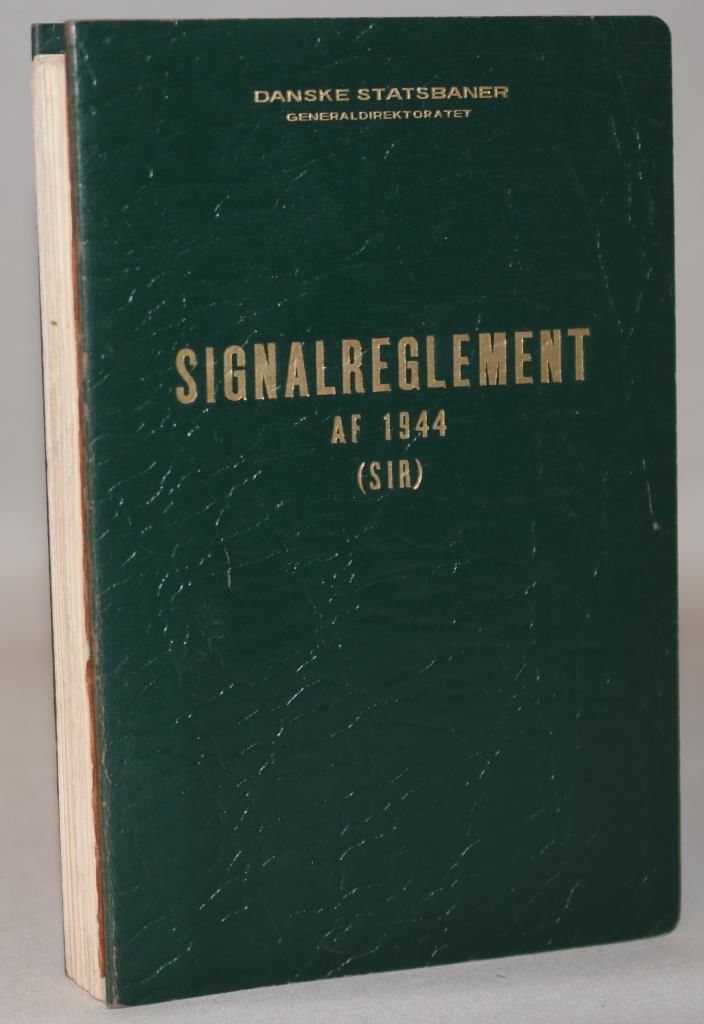 DANSKE STATSBANER
GENERALDIREKTORATET
SIGNALREGLEMENT
AF 1944
(SIR)